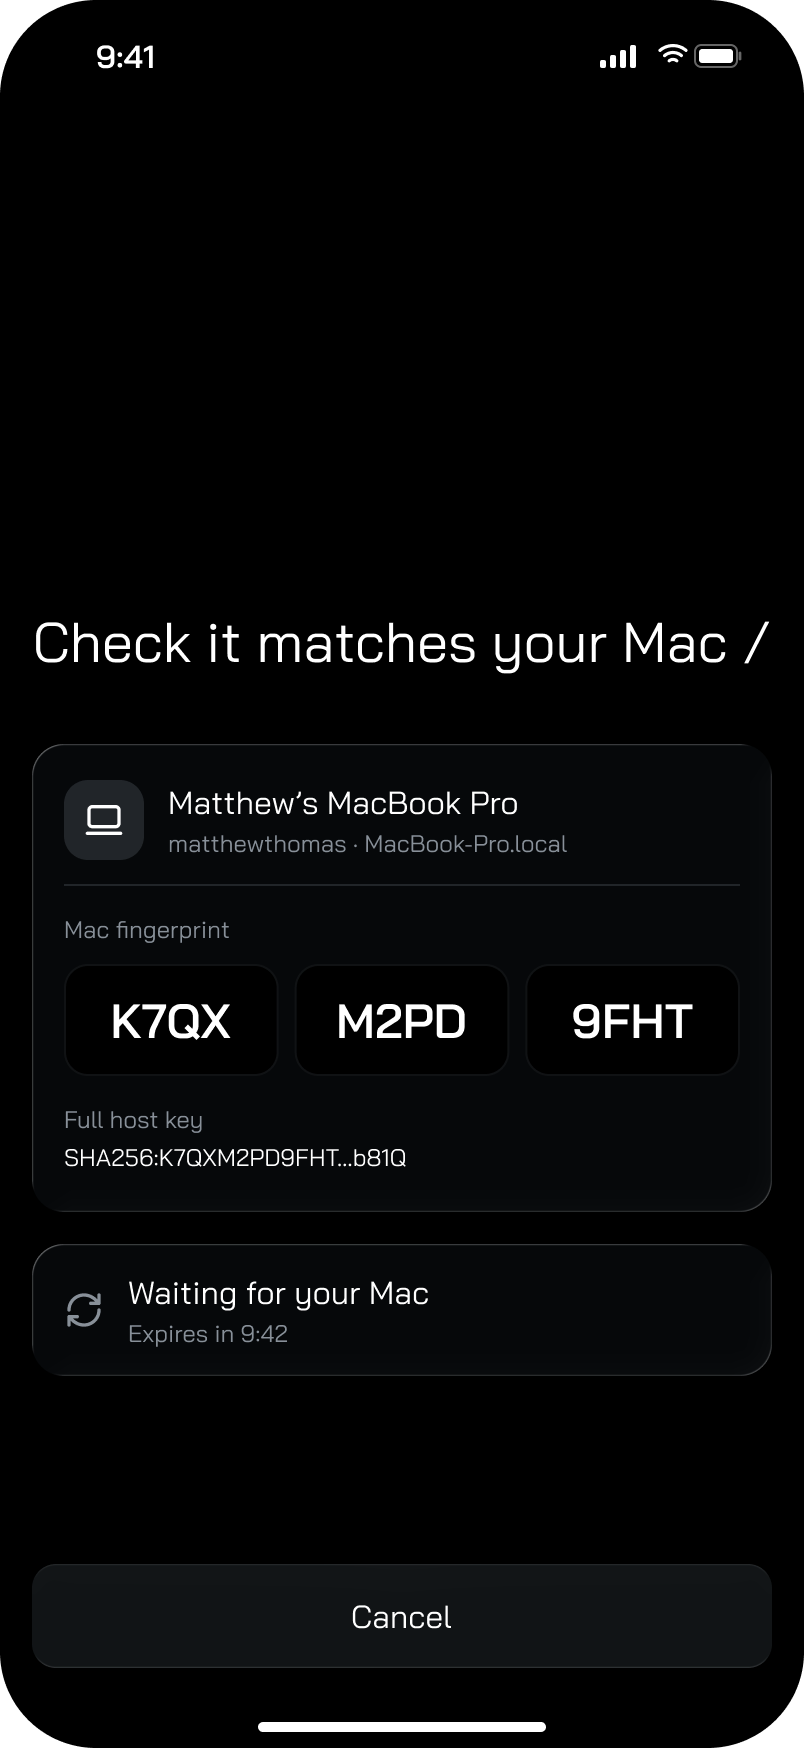 9:41
Check it matches your Mac /
Matthew’s MacBook Pro
matthewthomas · MacBook-Pro.local
Mac fingerprint
K7QX M2PD 9FHT
Full host key
SHA256:K7QXM2PD9FHT...b81Q
Waiting for your Mac
Expires in 9:42
Cancel